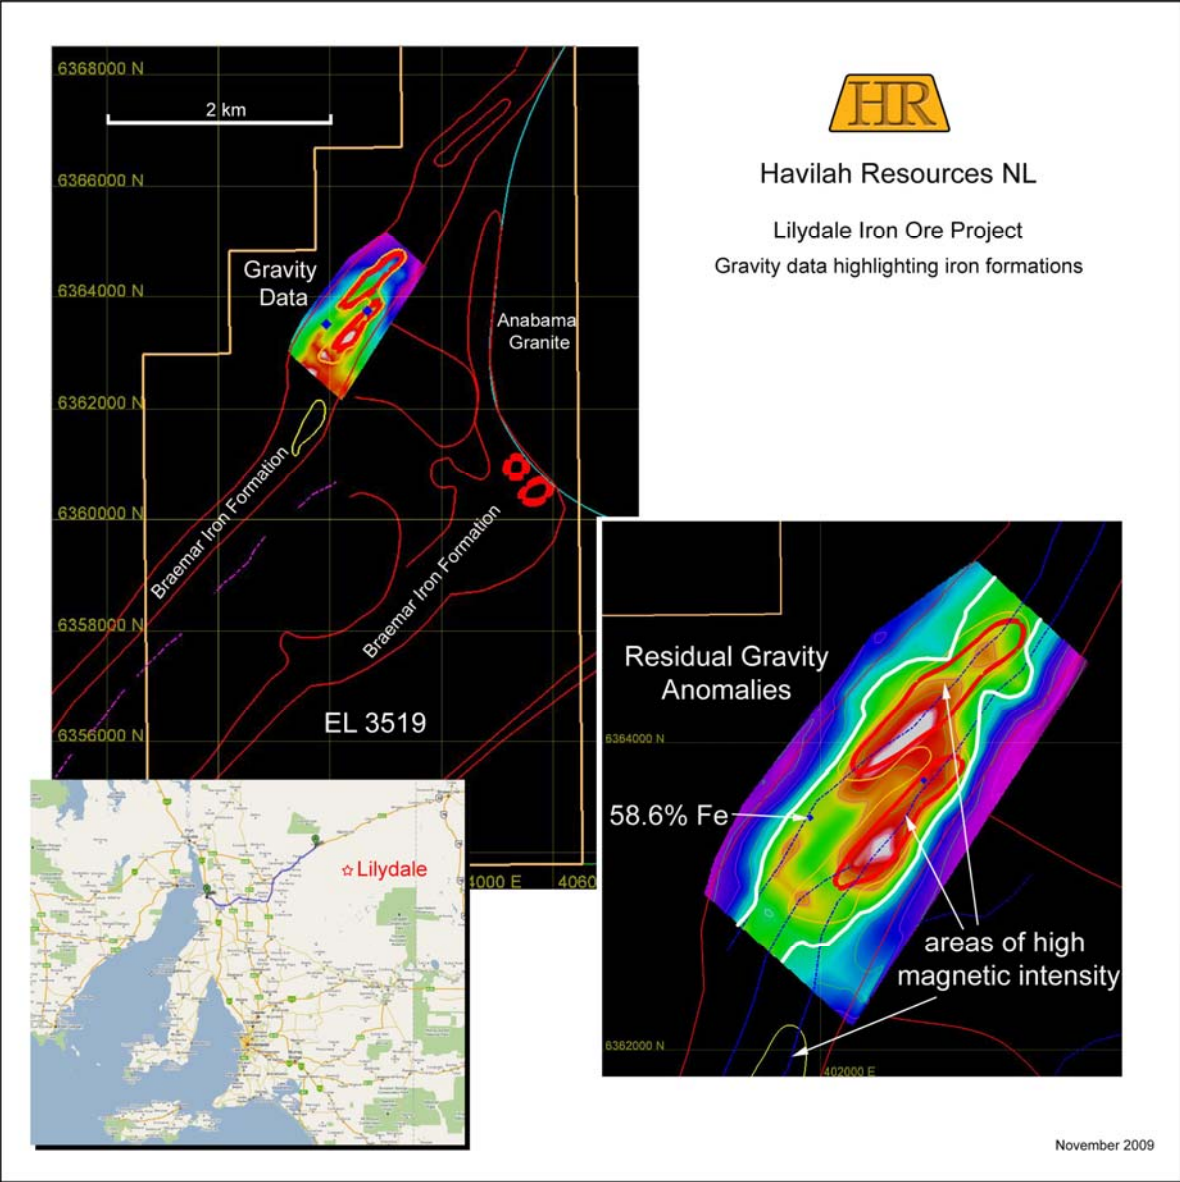 HR
Havilah Resources NL
Lilydale Iron Ore Project
Gravity data highlighting iron formations
6368000 N
2 km
6366000 N
Gravity
Data
6364000 N
Anabama
Granite
6362000 N
Braemar Iron Formation
6360000 N
Braemar Iron Formation
6358000 N
EL 3519
6356000 N
4000 E
4060
Lilydale
Residual Gravity
Anomalies
6364000 N
58.6% Fe
areas of high
magnetic intensity
6362000 N
402000 E
November 2009